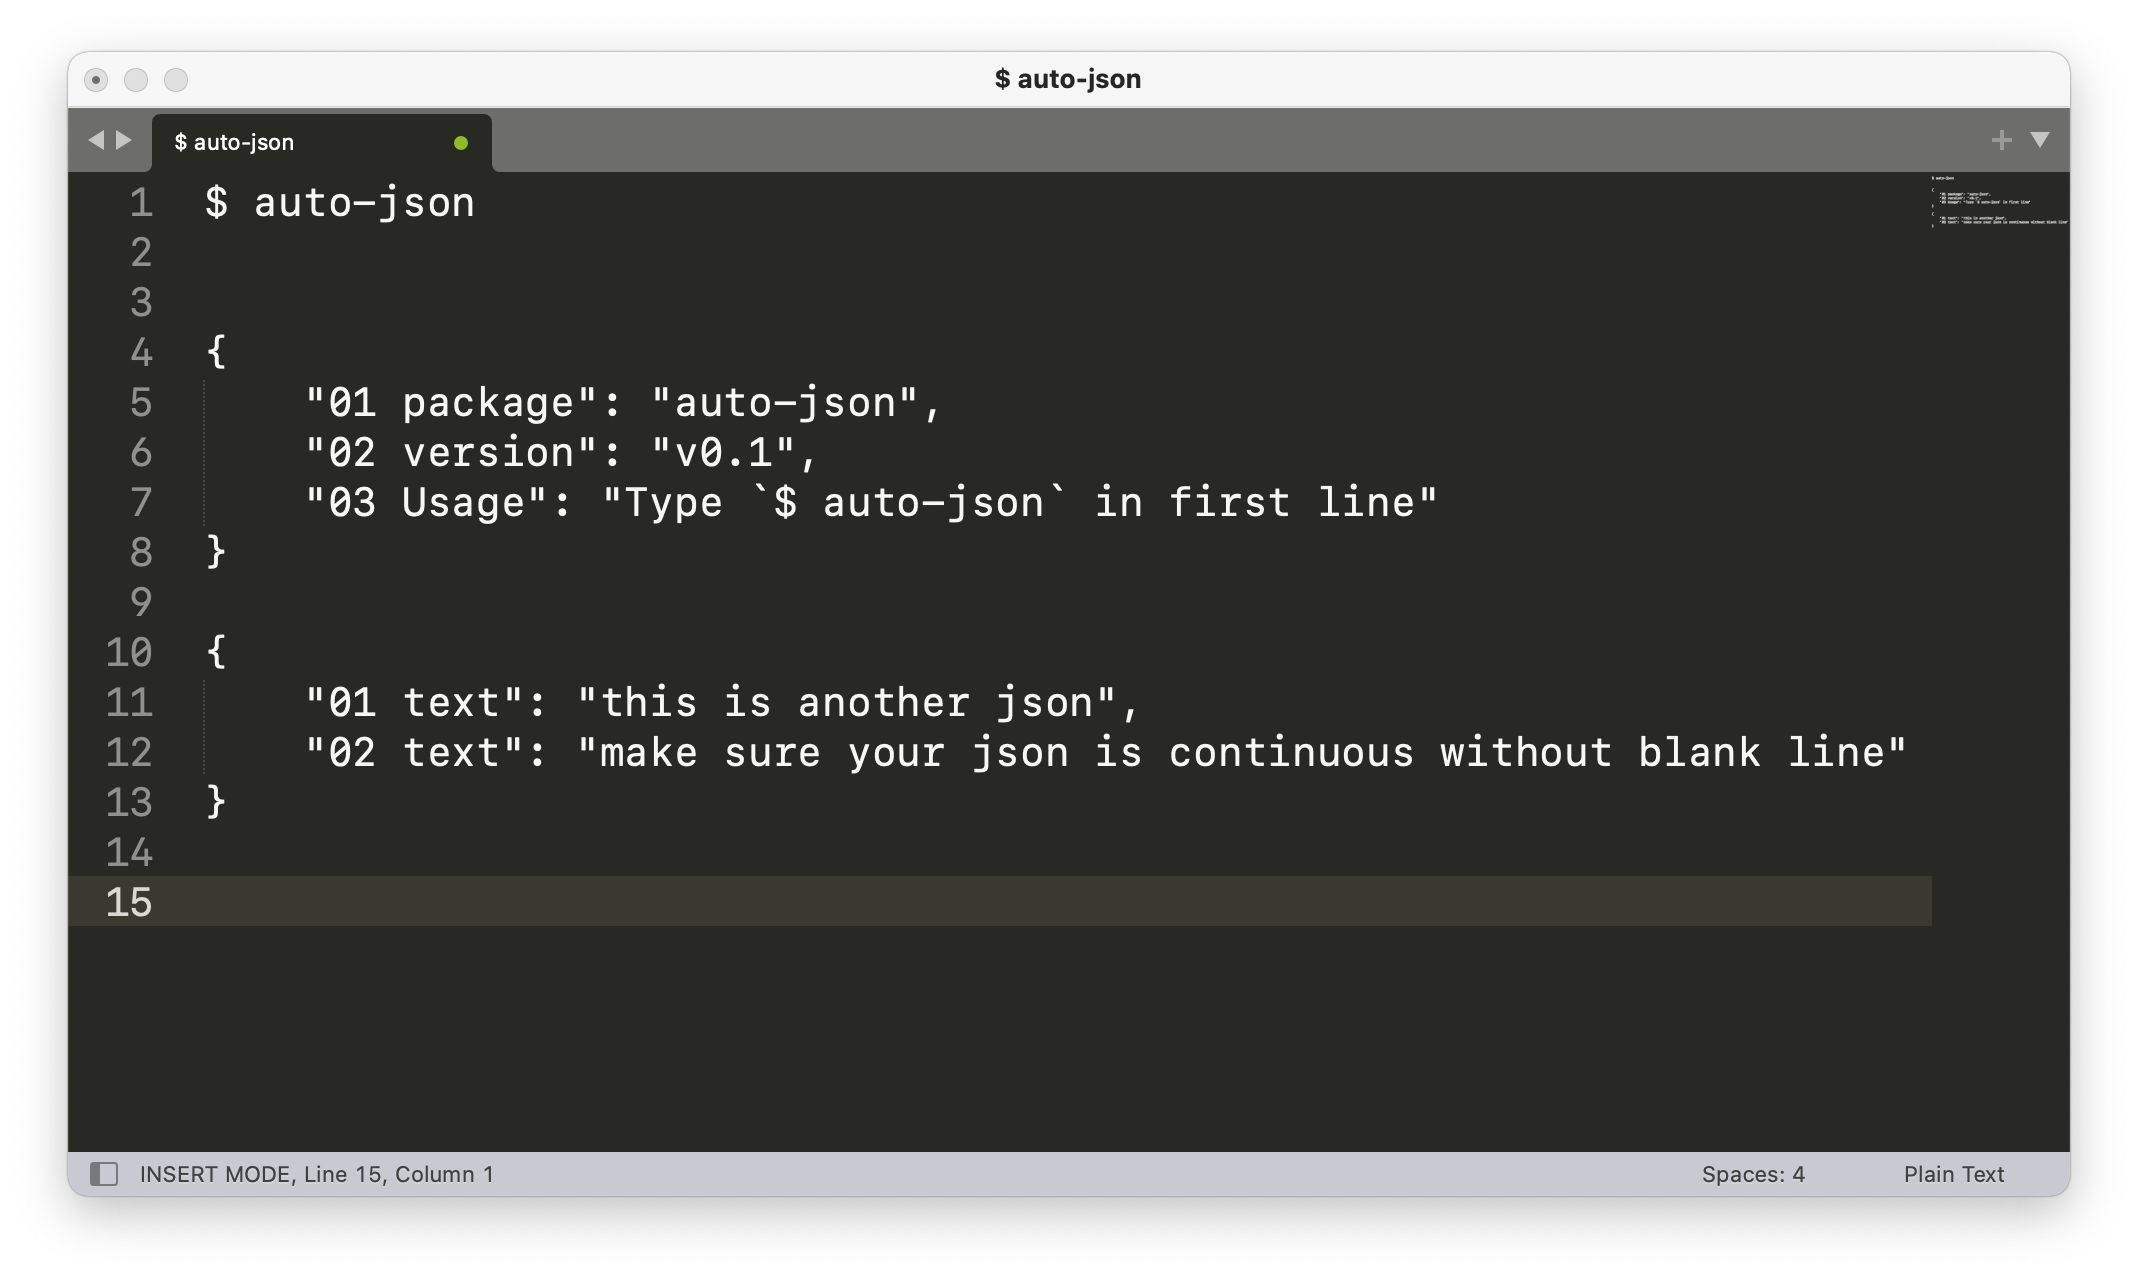 $ auto-json
$ auto-json
1 $ auto-json
2
3
4 {
5     "01 package": "auto-json",
6     "02 version": "v0.1",
7     "03 Usage": "Type `$ auto-json` in first line"
8 }
9
10 {
11     "01 text": "this is another json",
12     "02 text": "make sure your json is continuous without blank line"
13 }
14
15
INSERT MODE, Line 15, Column 1 Spaces: 4 Plain Text